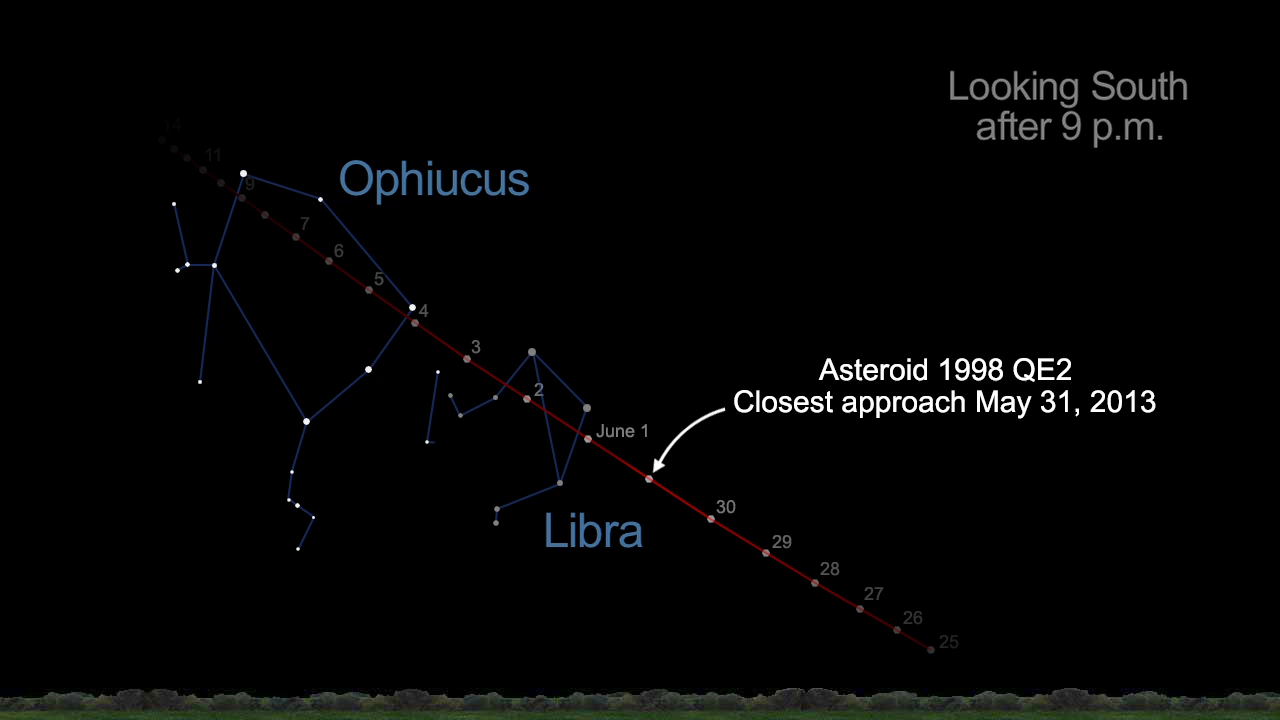 Looking South
after 9 p.m.
14
11
9
Ophiucus
7
6
5
4
3
2
June 1
Asteroid 1998 QE2
Closest approach May 31, 2013
30
Libra
29
28
27
26
25